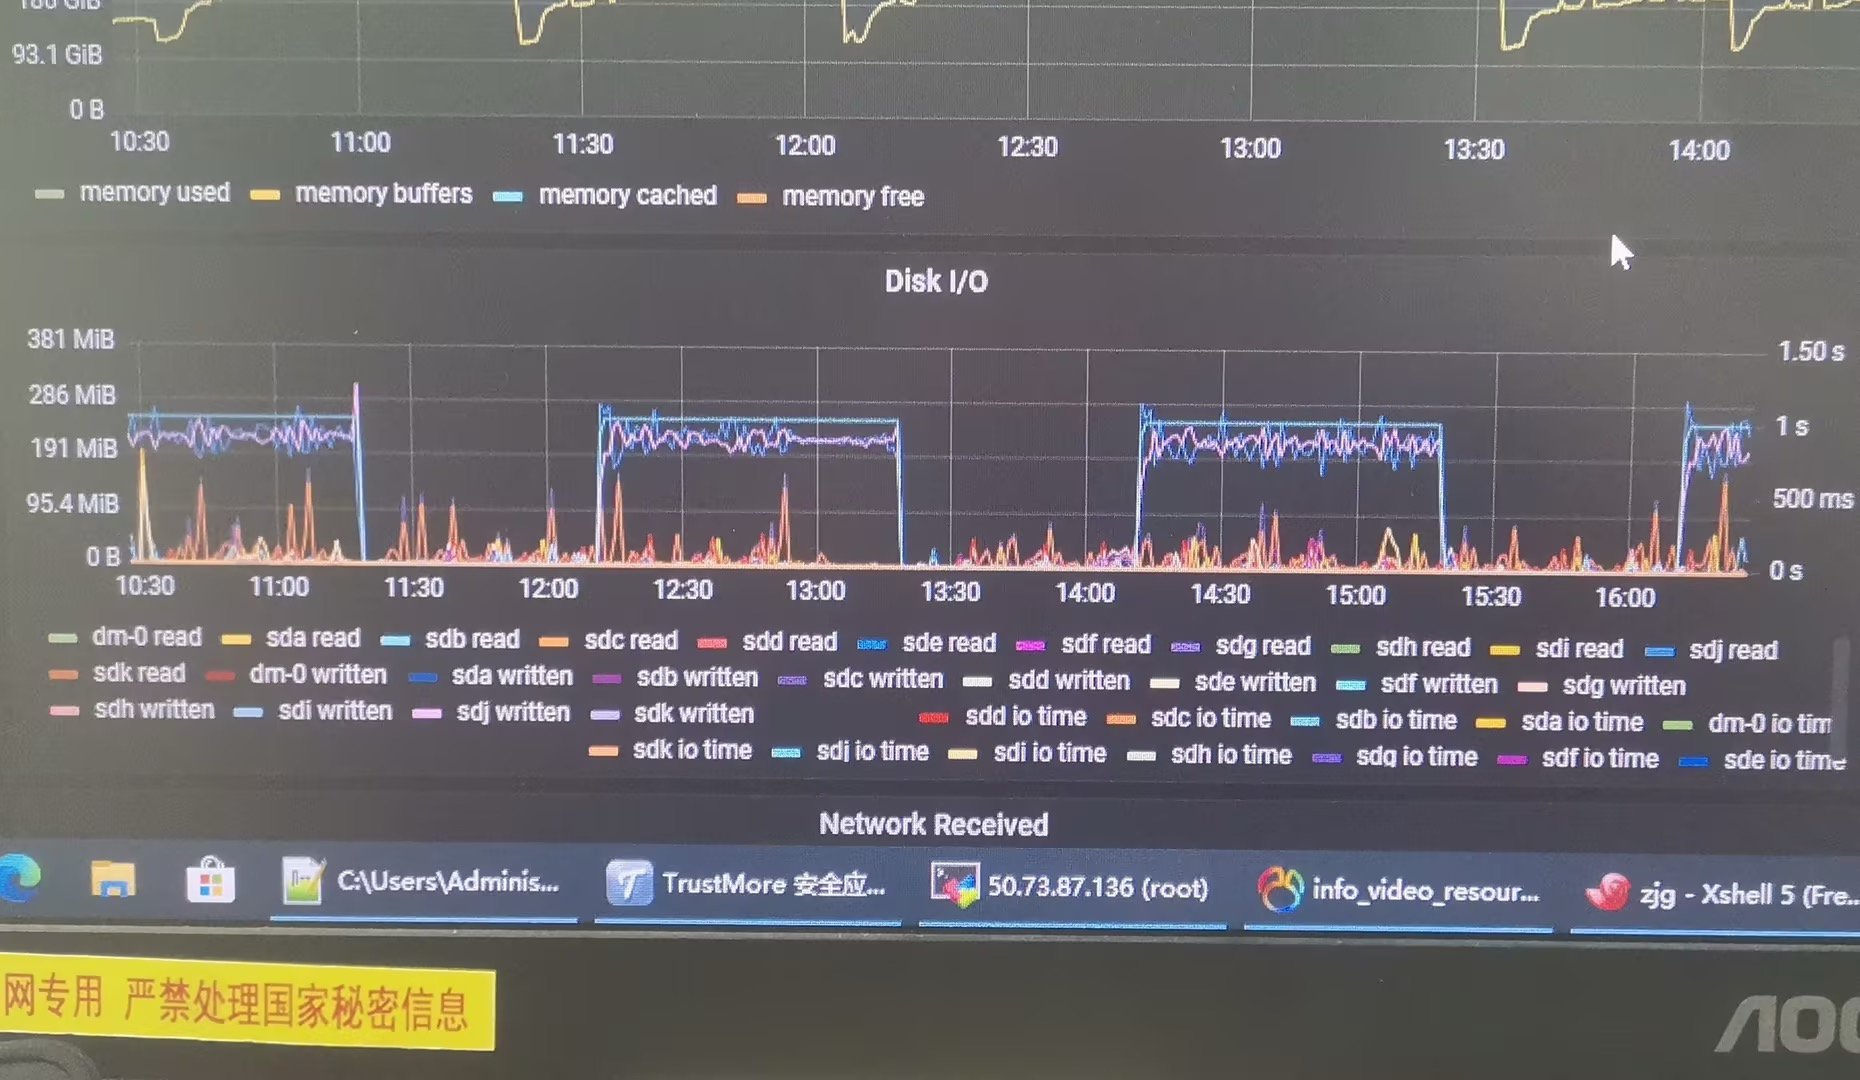 93.1 GiB
0 B
10:30 11:00 11:30 12:00 12:30 13:00 13:30 14:00
memory used memory buffers memory cached memory free
Disk I/O
381 MiB
286 MiB
191 MiB
95.4 MiB
0 B
1.50 s
1 s
500 ms
0 s
10:30 11:00 11:30 12:00 12:30 13:00 13:30 14:00 14:30 15:00 15:30 16:00
dm-0 read sda read sdb read sdc read sdd read sde read sdf read sdg read sdh read sdi read sdj read
sdk read dm-0 written sda written sdb written sdc written sdd written sde written sdf written sdg written
sdh written sdi written sdj written sdk written sdd io time sdc io time sdb io time sda io time dm-0 io tim
sdk io time sdj io time sdi io time sdh io time sdg io time sdf io time sde io time
Network Received
C:\Users\Adminis... TrustMore 安全应... 50.73.87.136 (root) info_video_resour... zjg - Xshell 5 (Fre...
网专用 严禁处理国家秘密信息
AOC